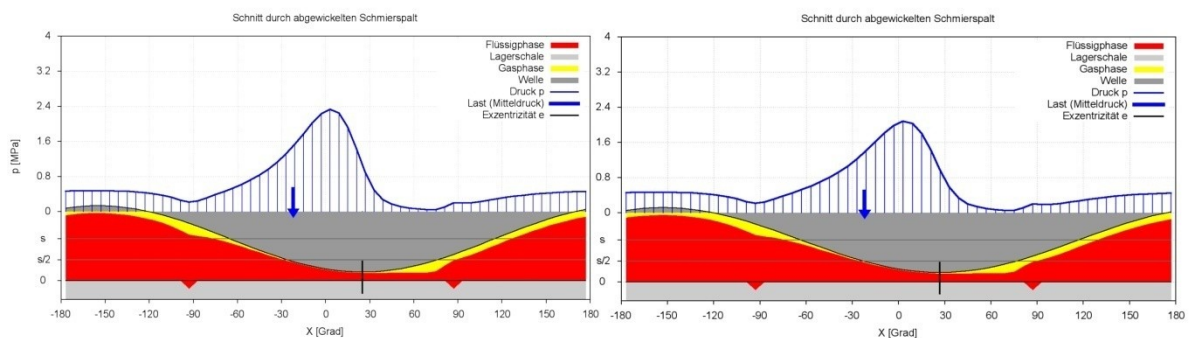 Schnitt durch abgewickelten Schmierspalt
4
3.2
2.4
1.6
0.8
0
s
s/2
0
p [MPa]
Flüssigphase
Lagerschale
Gasphase
Welle
Druck p
Last (Mitteldruck)
Exzentrizität e
-180 -150 -120 -90 -60 -30 0 30 60 90 120 150 180
X [Grad]
Schnitt durch abgewickelten Schmierspalt
4
3.2
2.4
1.6
0.8
0
s
s/2
0
p [MPa]
Flüssigphase
Lagerschale
Gasphase
Welle
Druck p
Last (Mitteldruck)
Exzentrizität e
-180 -150 -120 -90 -60 -30 0 30 60 90 120 150 180
X [Grad]